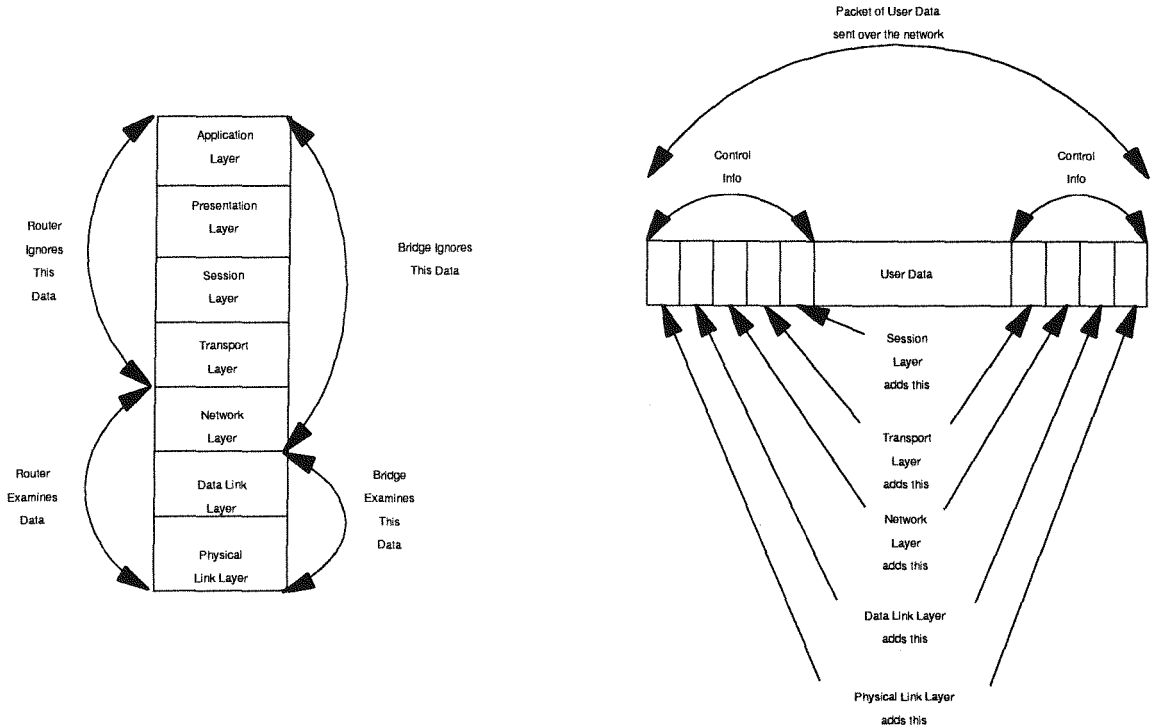 Router
Ignores
This
Data
Router
Examines
Data
Application
Layer
Presentation
Layer
Session
Layer
Transport
Layer
Network
Layer
Data Link
Layer
Physical
Link Layer
Bridge Ignores
This Data
Bridge
Examines
This
Data
Packet of User Data
sent over the network
Control
Info
Control
Info
User Data
Session
Layer
adds this
Transport
Layer
adds this
Network
Layer
adds this
Data Link Layer
adds this
Physical Link Layer
adds this